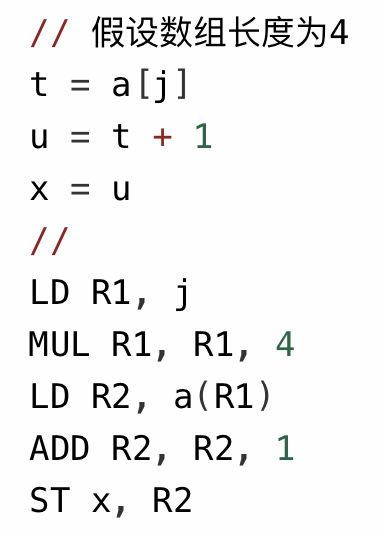 // 假设数组长度为4
t = a[j]
u = t + 1
x = u
//
LD R1, j
MUL R1, R1, 4
LD R2, a(R1)
ADD R2, R2, 1
ST x, R2